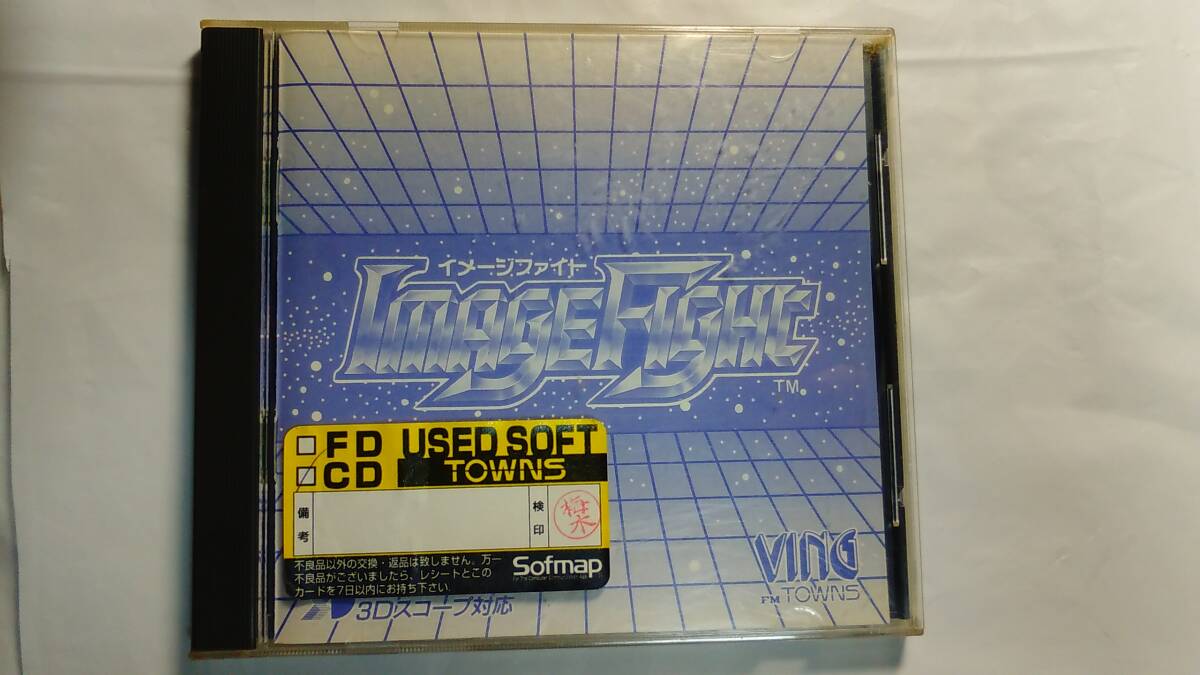 イメージファイト
IMAGEFIGHT
TM
FD USED SOFT
CD TOWNS
備考
検印
不良品以外の交換・返品は致しません。万一
不良品がございましたら、レシートとこの
カードを7日以内にお持ち下さい。
Sofmap
3Dスコープ対応
VING
FM TOWNS